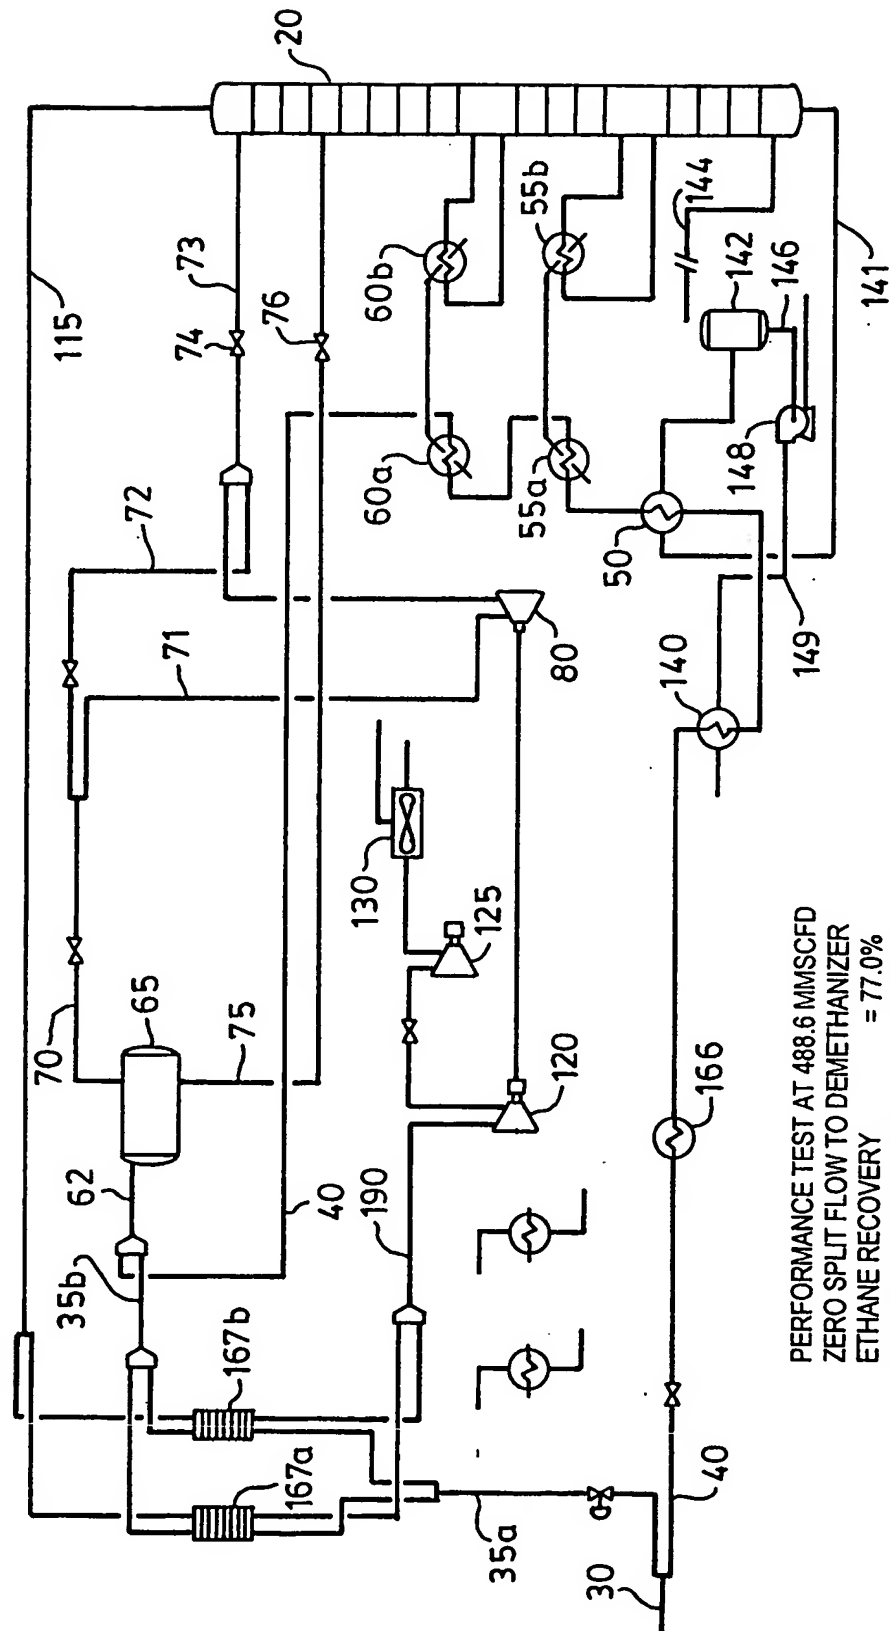 20
115
73
74
76
60b
55b
144
142
146
141
72
60a
55a
50
148
71
80
140
149
130
125
70
65
75
120
166
62
40
190
35b
167b
167a
35a
40
30
PERFORMANCE TEST AT 488.6 MMSCFD
ZERO SPLIT FLOW TO DEMETHANIZER
ETHANE RECOVERY = 77.0%